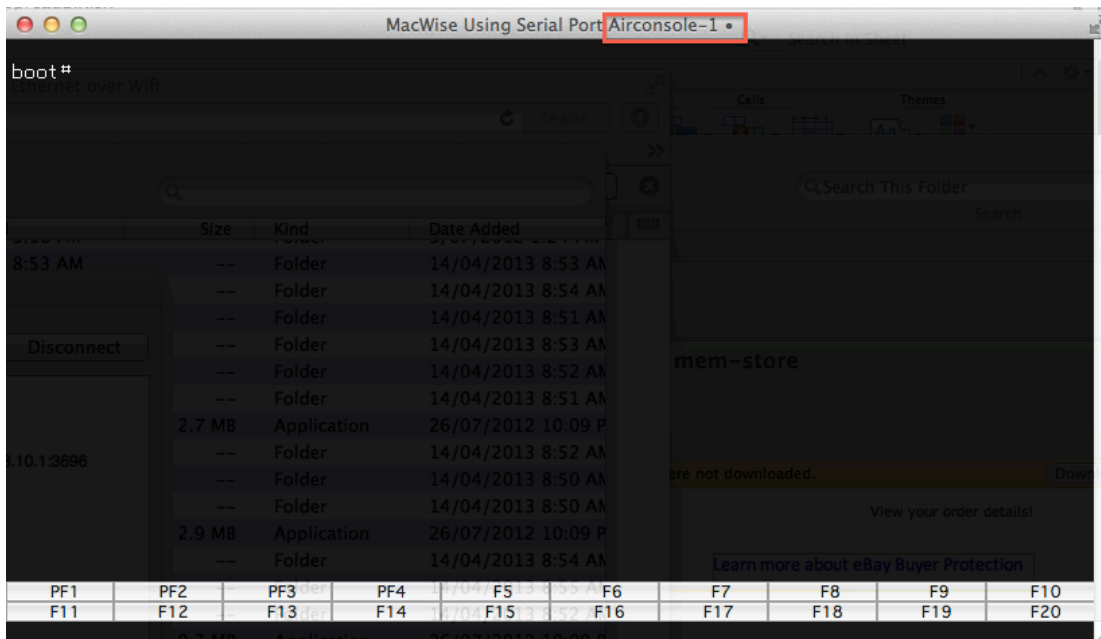 MacWise Using Serial Port Airconsole-1 •
Search in Sheet
boot#
Ethernet over Wifi
Cells Themes
Reader
Search This Folder
Search
Size Kind Date Added
8:53 AM -- Folder 14/04/2013 8:53 AM
-- Folder 14/04/2013 8:54 AM
-- Folder 14/04/2013 8:51 AM
Disconnect -- Folder 14/04/2013 8:53 AM
mem-store
-- Folder 14/04/2013 8:52 AM
-- Folder 14/04/2013 8:51 AM
2.7 MB Application 26/07/2012 10:09 P
3.10.1:3696 -- Folder 14/04/2013 8:52 AM
-- Folder 14/04/2013 8:50 AM
ere not downloaded. Downl
-- Folder 14/04/2013 8:50 AM
View your order details!
2.9 MB Application 26/07/2012 10:09 P
-- Folder 14/04/2013 8:54 AM
Learn more about eBay Buyer Protection
PF1 PF2 PF3 PF4 F5 F6 F7 F8 F9 F10
F11 F12 F13 F14 F15 F16 F17 F18 F19 F20